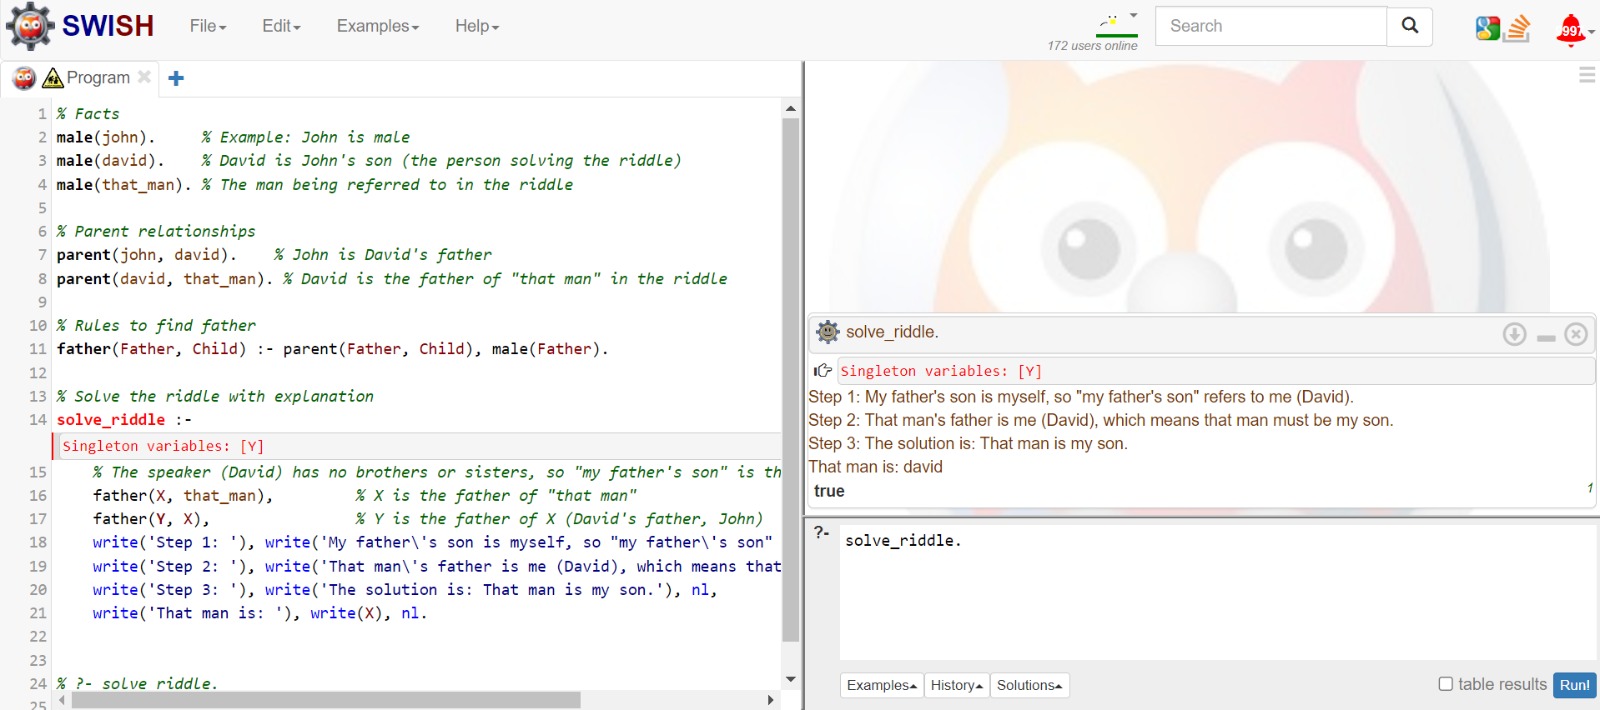 SWISH File Edit Examples Help
172 users online
Search
997
Program
1 % Facts
2 male(john). % Example: John is male
3 male(david). % David is John's son (the person solving the riddle)
4 male(that_man). % The man being referred to in the riddle
5
6 % Parent relationships
7 parent(john, david). % John is David's father
8 parent(david, that_man). % David is the father of "that man" in the riddle
9
10 % Rules to find father
11 father(Father, Child) :- parent(Father, Child), male(Father).
12
13 % Solve the riddle with explanation
14 solve_riddle :-
Singleton variables: [Y]
15 % The speaker (David) has no brothers or sisters, so "my father's son" is th
16 father(X, that_man), % X is the father of "that man"
17 father(Y, X), % Y is the father of X (David's father, John)
18 write('Step 1: '), write('My father\'s son is myself, so "my father\'s son"
19 write('Step 2: '), write('That man\'s father is me (David), which means that
20 write('Step 3: '), write('The solution is: That man is my son.'), nl,
21 write('That man is: '), write(X), nl.
22
23
24 % ?- solve_riddle.
25
solve_riddle.
Singleton variables: [Y]
Step 1: My father's son is myself, so "my father's son" refers to me (David).
Step 2: That man's father is me (David), which means that man must be my son.
Step 3: The solution is: That man is my son.
That man is: david
true
1
?- solve_riddle.
Examples History Solutions table results Run!